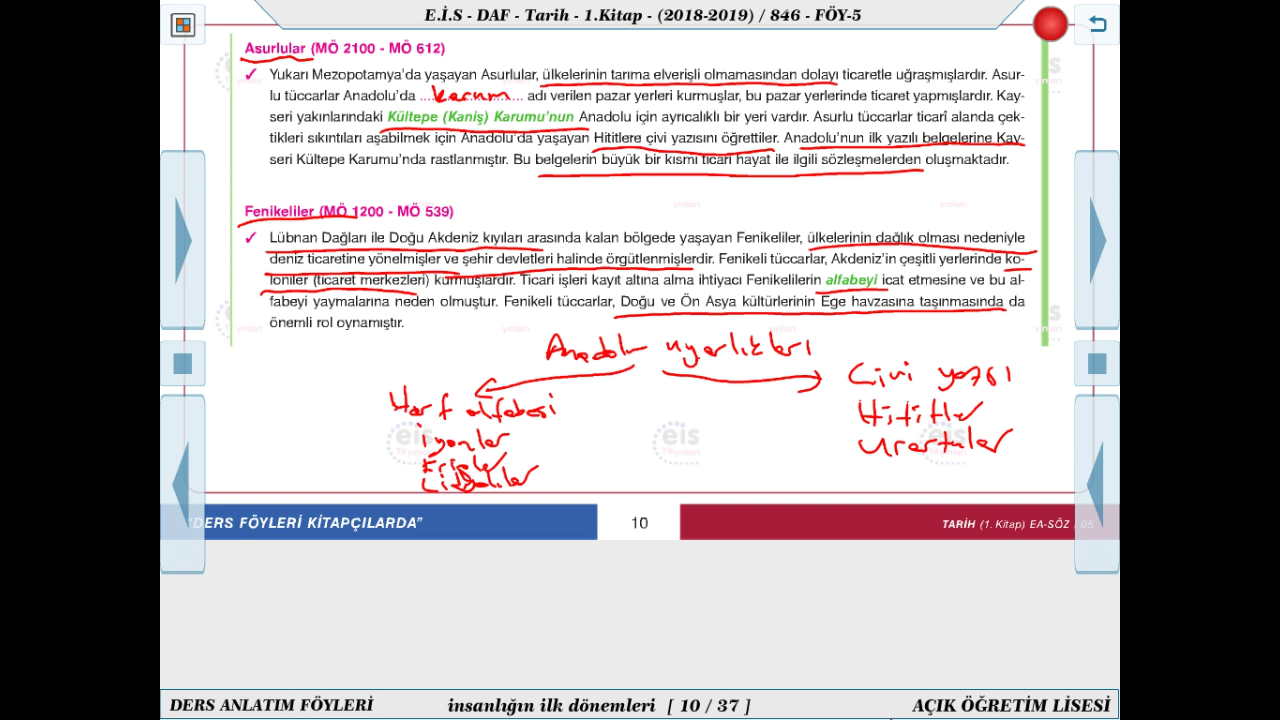 E.İ.S - DAF - Tarih - 1.Kitap - (2018-2019) / 846 - FÖY-5
Asurlular (MÖ 2100 - MÖ 612)
✓ Yukarı Mezopotamya'da yaşayan Asurlular, ülkelerinin tarıma elverişli olmamasından dolayı ticaretle uğraşmışlardır. Asur-
lu tüccarlar Anadolu'da karum adı verilen pazar yerleri kurmuşlar, bu pazar yerlerinde ticaret yapmışlardır. Kay-
seri yakınlarındaki Kültepe (Kaniş) Karumu'nun Anadolu için ayrıcalıklı bir yeri vardır. Asurlu tüccarlar ticarî alanda çek-
tikleri sıkıntıları aşabilmek için Anadolu'da yaşayan Hititlere çivi yazısını öğrettiler. Anadolu'nun ilk yazılı belgelerine Kay-
seri Kültepe Karumu'nda rastlanmıştır. Bu belgelerin büyük bir kısmı ticari hayat ile ilgili sözleşmelerden oluşmaktadır.
Fenikeliler (MÖ 1200 - MÖ 539)
✓ Lübnan Dağları ile Doğu Akdeniz kıyıları arasında kalan bölgede yaşayan Fenikeliler, ülkelerinin dağlık olması nedeniyle
deniz ticaretine yönelmişler ve şehir devletleri halinde örgütlenmişlerdir. Fenikeli tüccarlar, Akdeniz'in çeşitli yerlerinde ko-
loniler (ticaret merkezleri) kurmuşlardır. Ticari işleri kayıt altına alma ihtiyacı Fenikelilerin alfabeyi icat etmesine ve bu al-
fabeyi yaymalarına neden olmuştur. Fenikeli tüccarlar, Doğu ve Ön Asya kültürlerinin Ege havzasına taşınmasında da
önemli rol oynamıştır.
Anadolu uygarlıkları
Harf alfabesi
İyonlar
Frigler
Lidyalılar
Çivi yazısı
Hititler
Urartular
eis
Yayınları
eis
Yayınları
eis
Yayınları
"DERS FÖYLERİ KİTAPÇILARDA"
10
TARİH (1. Kitap) EA-SÖZ / 05
DERS ANLATIM FÖYLERİ
insanlığın ilk dönemleri [ 10 / 37 ]
AÇIK ÖĞRETİM LİSESİ